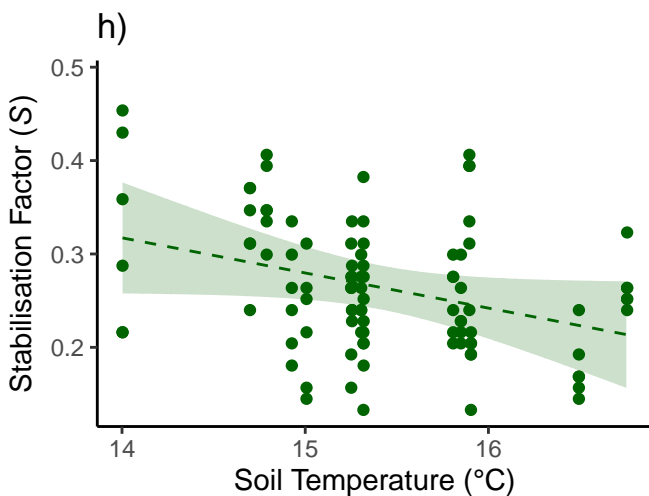 h)
0.5
0.4
0.3
0.2
Stabilisation Factor (S)
14
15
16
Soil Temperature (°C)